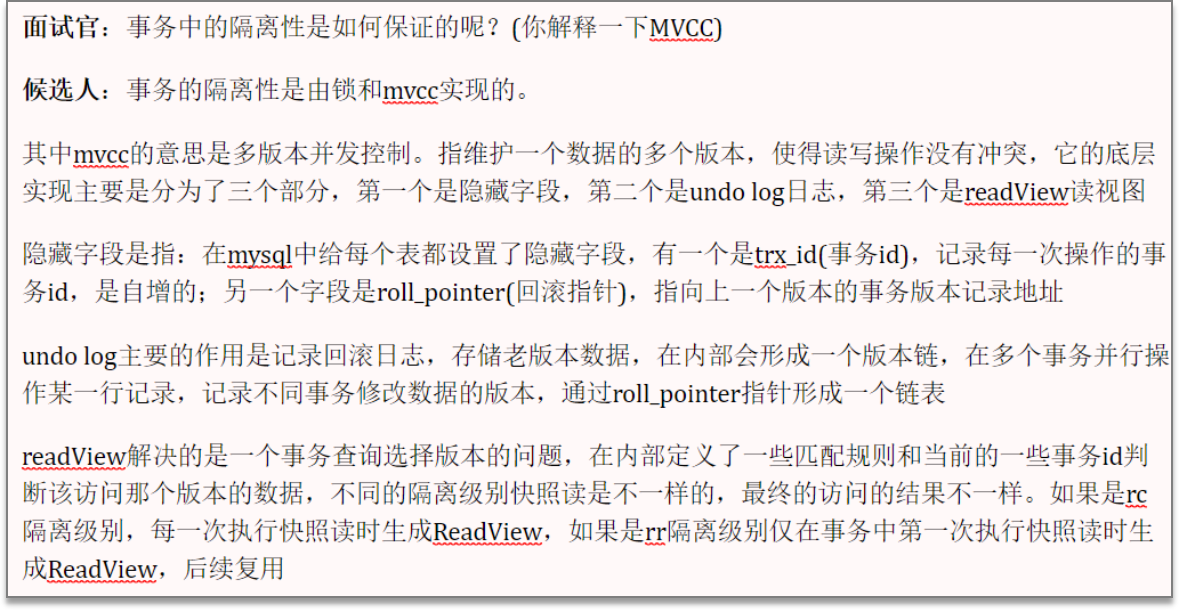 面试官：事务中的隔离性是如何保证的呢？(你解释一下MVCC)
候选人：事务的隔离性是由锁和mvcc实现的。
其中mvcc的意思是多版本并发控制。指维护一个数据的多个版本，使得读写操作没有冲突，它的底层
实现主要是分为了三个部分，第一个是隐藏字段，第二个是undo log日志，第三个是readView读视图
隐藏字段是指：在mysql中给每个表都设置了隐藏字段，有一个是trx_id(事务id)，记录每一次操作的事
务id，是自增的；另一个字段是roll_pointer(回滚指针)，指向上一个版本的事务版本记录地址
undo log主要的作用是记录回滚日志，存储老版本数据，在内部会形成一个版本链，在多个事务并行操
作某一行记录，记录不同事务修改数据的版本，通过roll_pointer指针形成一个链表
readView解决的是一个事务查询选择版本的问题，在内部定义了一些匹配规则和当前的一些事务id判
断该访问那个版本的数据，不同的隔离级别快照读是不一样的，最终的访问的结果不一样。如果是rc
隔离级别，每一次执行快照读时生成ReadView，如果是rr隔离级别仅在事务中第一次执行快照读时生
成ReadView，后续复用